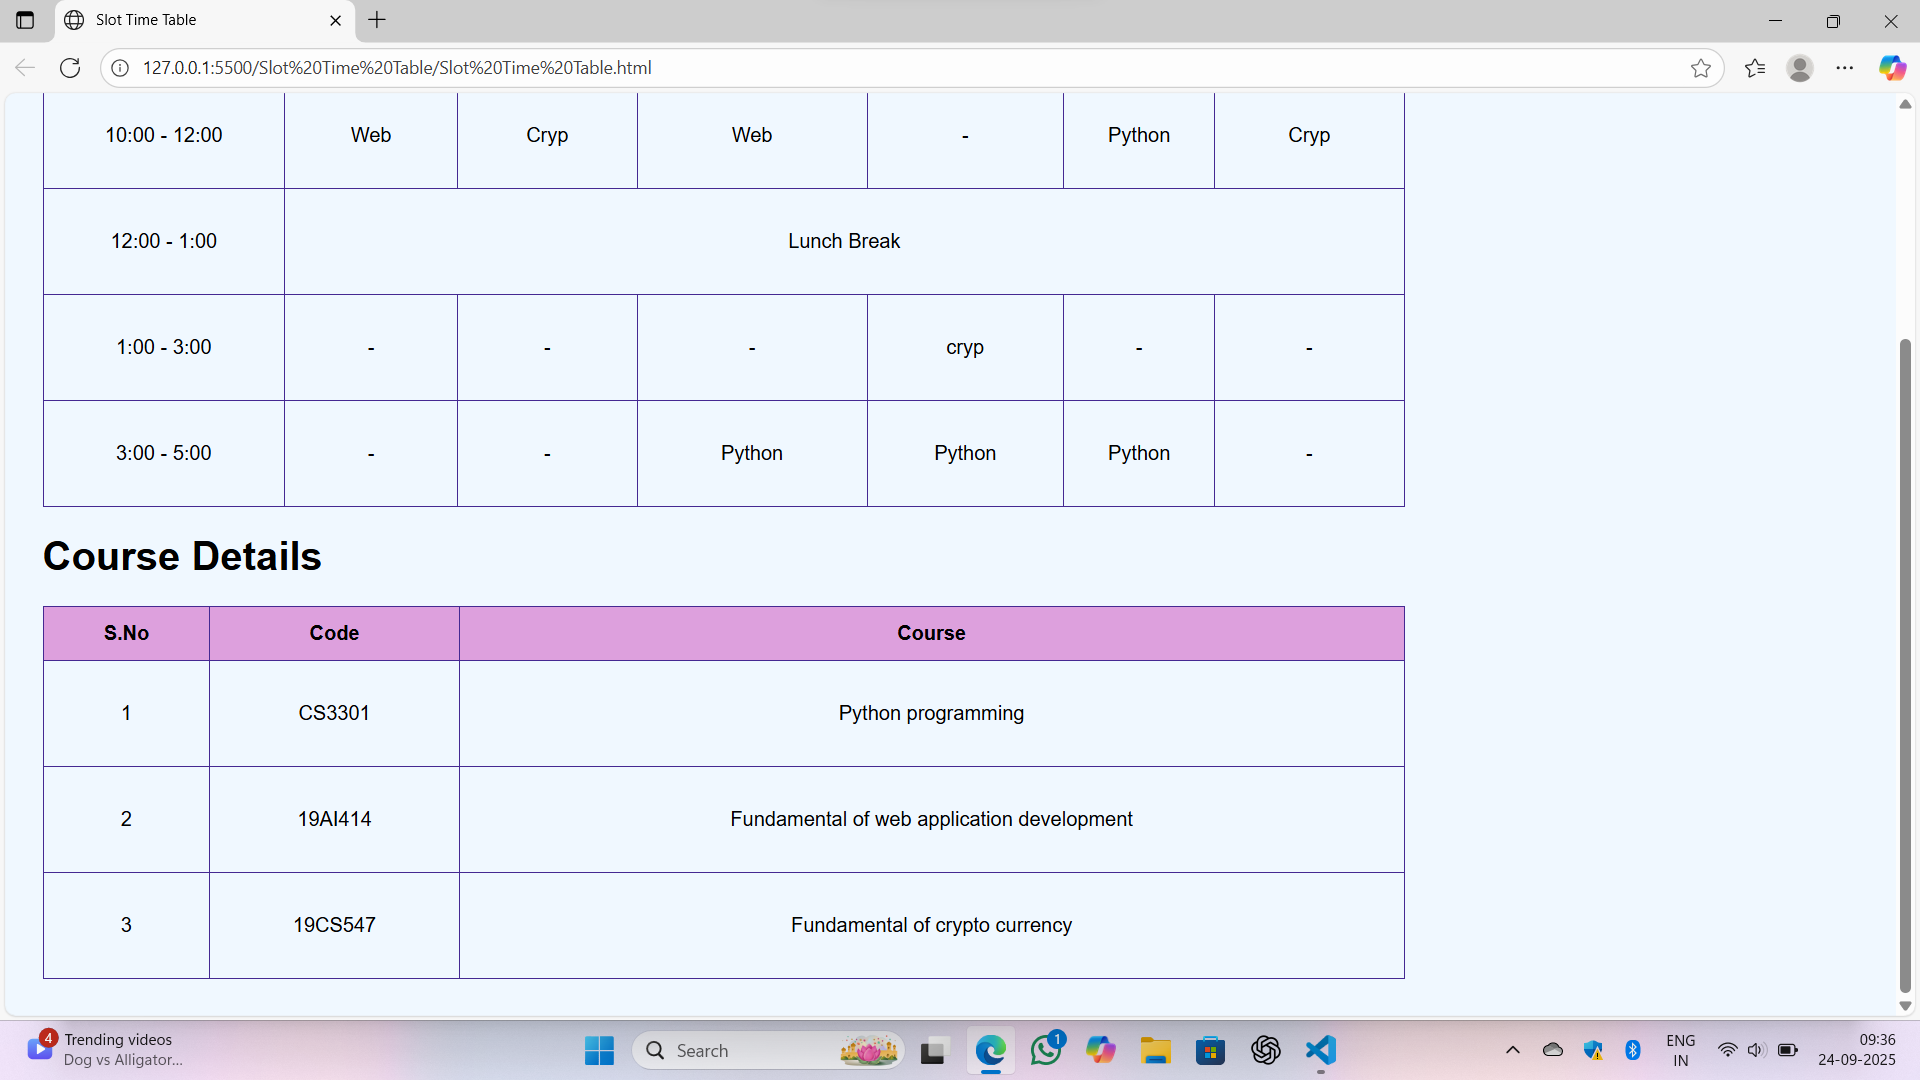 Slot Time Table
127.0.0.1:5500/Slot%20Time%20Table/Slot%20Time%20Table.html
10:00 - 12:00 Web Cryp Web - Python Cryp
12:00 - 1:00 Lunch Break
1:00 - 3:00 - - - cryp - -
3:00 - 5:00 - - Python Python Python -
Course Details
S.No Code Course
1 CS3301 Python programming
2 19AI414 Fundamental of web application development
3 19CS547 Fundamental of crypto currency
4 Trending videos
Dog vs Alligator...
Search
1
ENG
IN
09:36
24-09-2025